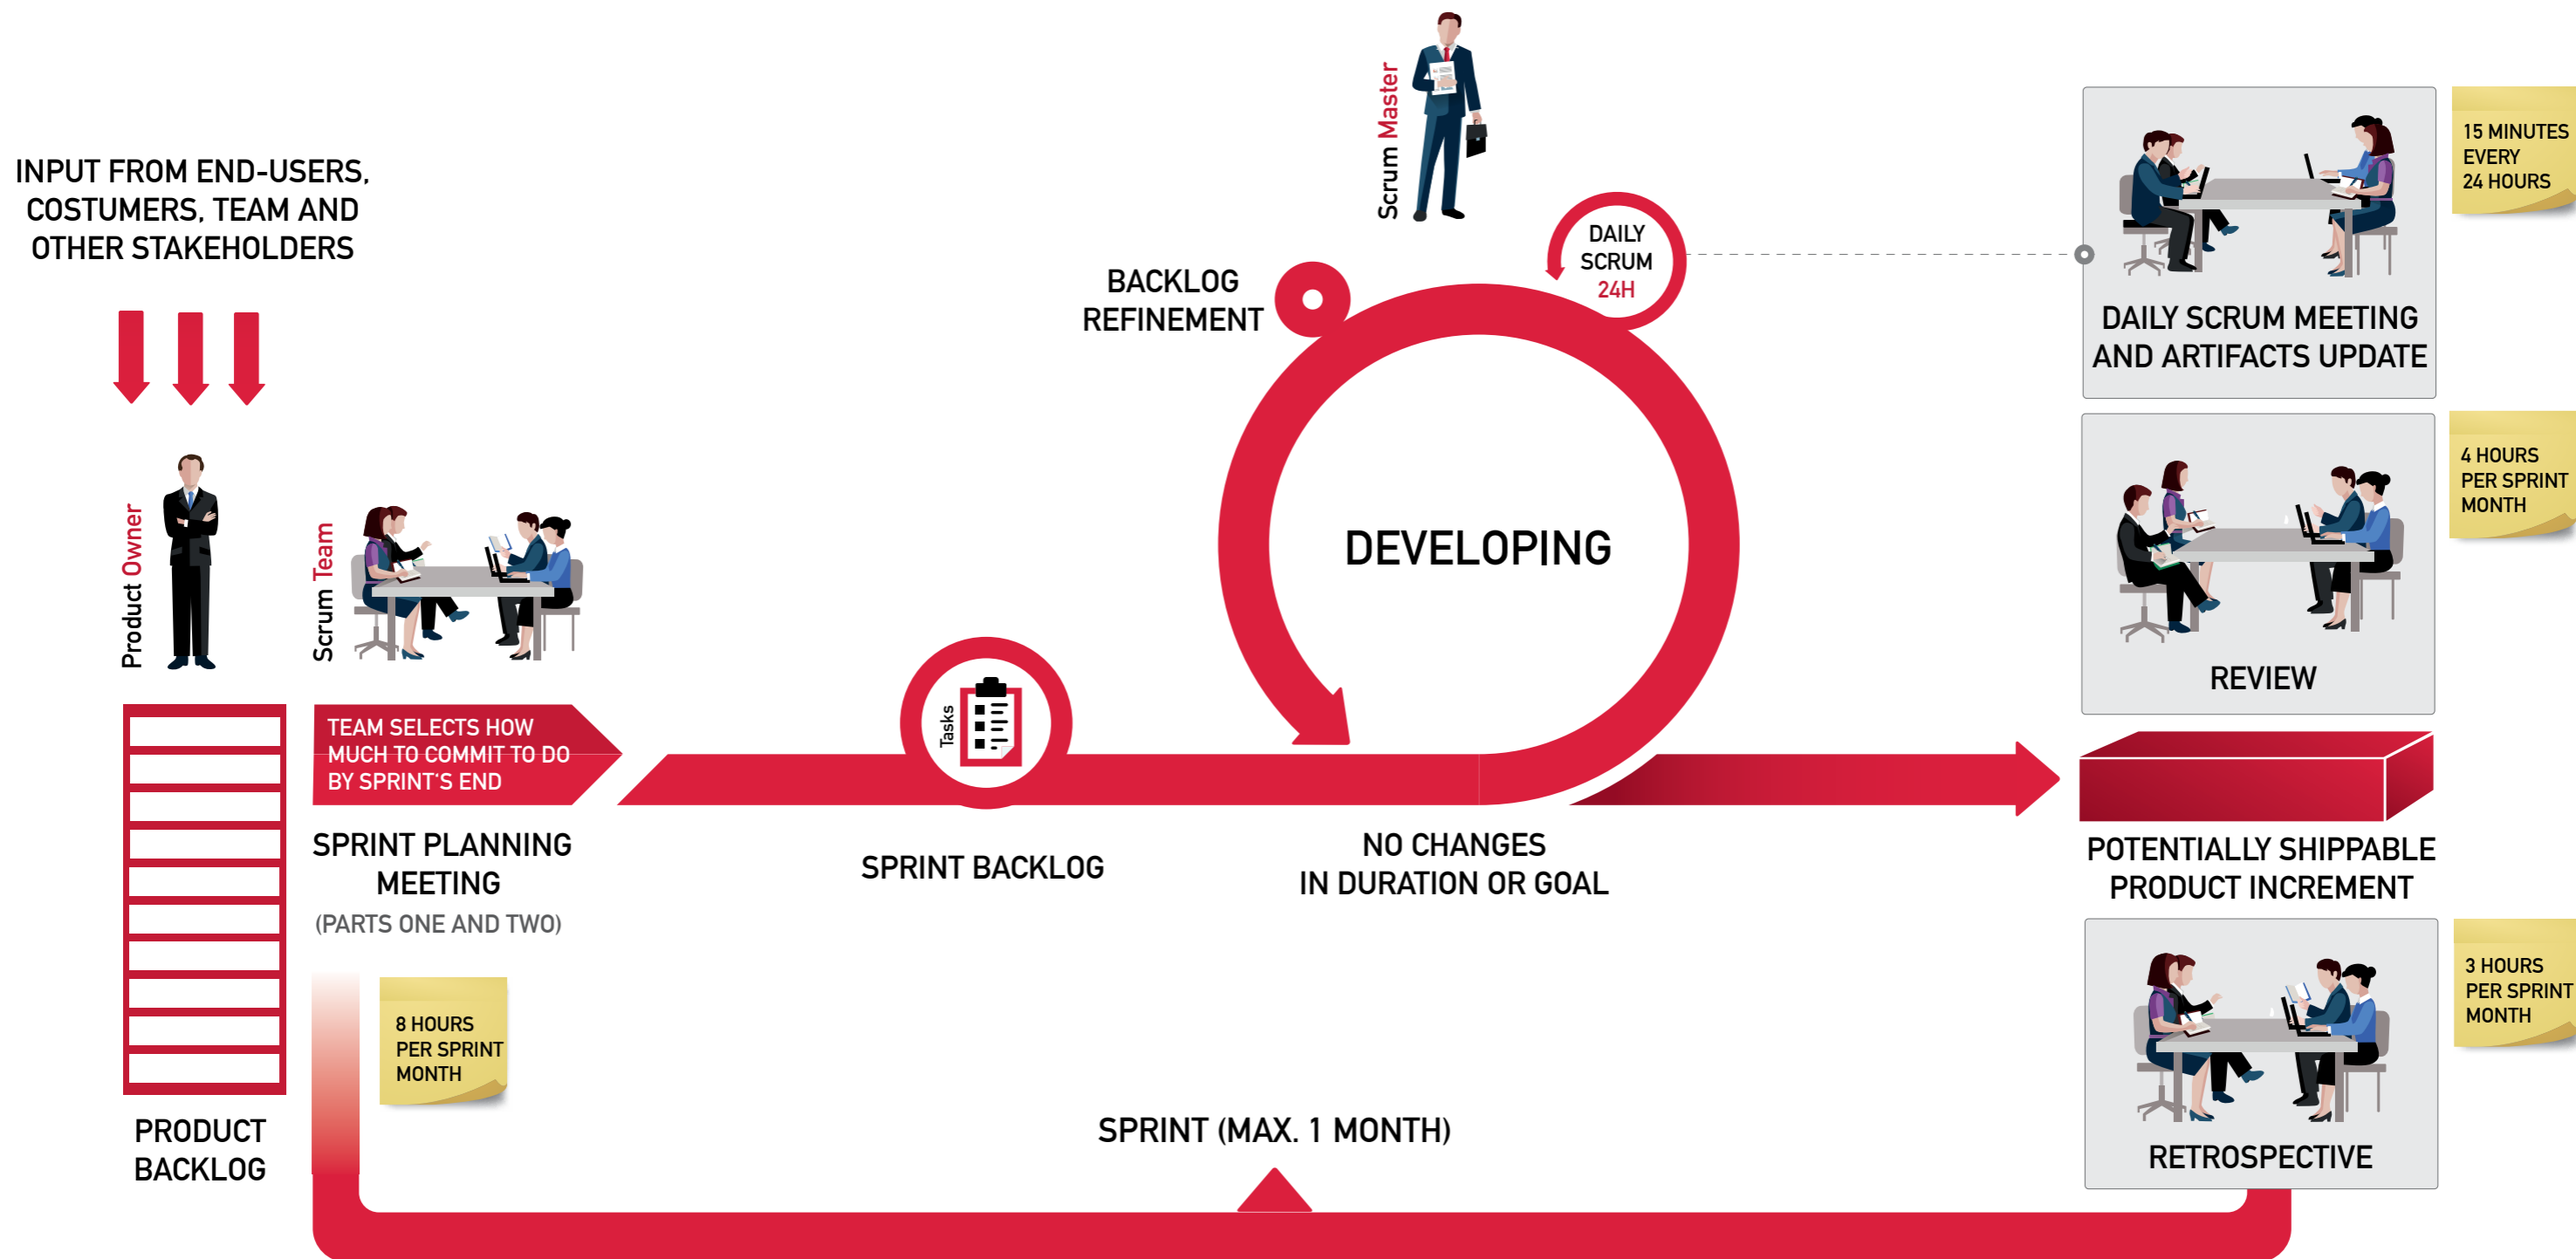 INPUT FROM END-USERS,
COSTUMERS, TEAM AND
OTHER STAKEHOLDERS
Product Owner
Scrum Team
TEAM SELECTS HOW
MUCH TO COMMIT TO DO
BY SPRINT'S END
SPRINT PLANNING
MEETING
(PARTS ONE AND TWO)
8 HOURS
PER SPRINT
MONTH
PRODUCT
BACKLOG
Tasks
SPRINT BACKLOG
BACKLOG
REFINEMENT
Scrum Master
DAILY
SCRUM
24H
DEVELOPING
NO CHANGES
IN DURATION OR GOAL
SPRINT (MAX. 1 MONTH)
DAILY SCRUM MEETING
AND ARTIFACTS UPDATE
15 MINUTES
EVERY
24 HOURS
REVIEW
4 HOURS
PER SPRINT
MONTH
POTENTIALLY SHIPPABLE
PRODUCT INCREMENT
RETROSPECTIVE
3 HOURS
PER SPRINT
MONTH